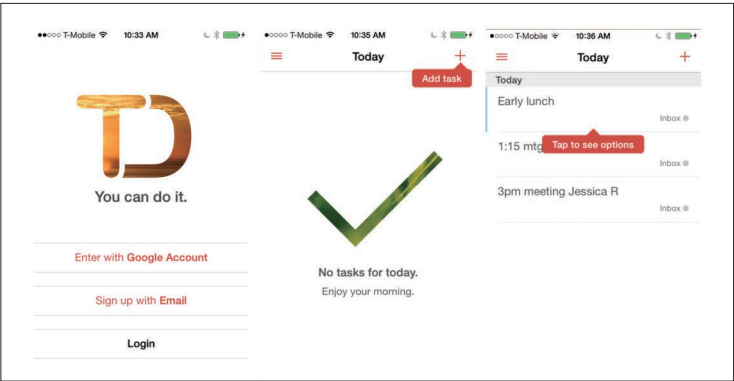 T-Mobile 10:33 AM
TD
You can do it.
Enter with Google Account
Sign up with Email
Login
T-Mobile 10:35 AM
Today
Add task
No tasks for today.
Enjoy your morning.
T-Mobile 10:36 AM
Today
Today
Early lunch
Inbox
1:15 mtg
Tap to see options
Inbox
3pm meeting Jessica R
Inbox